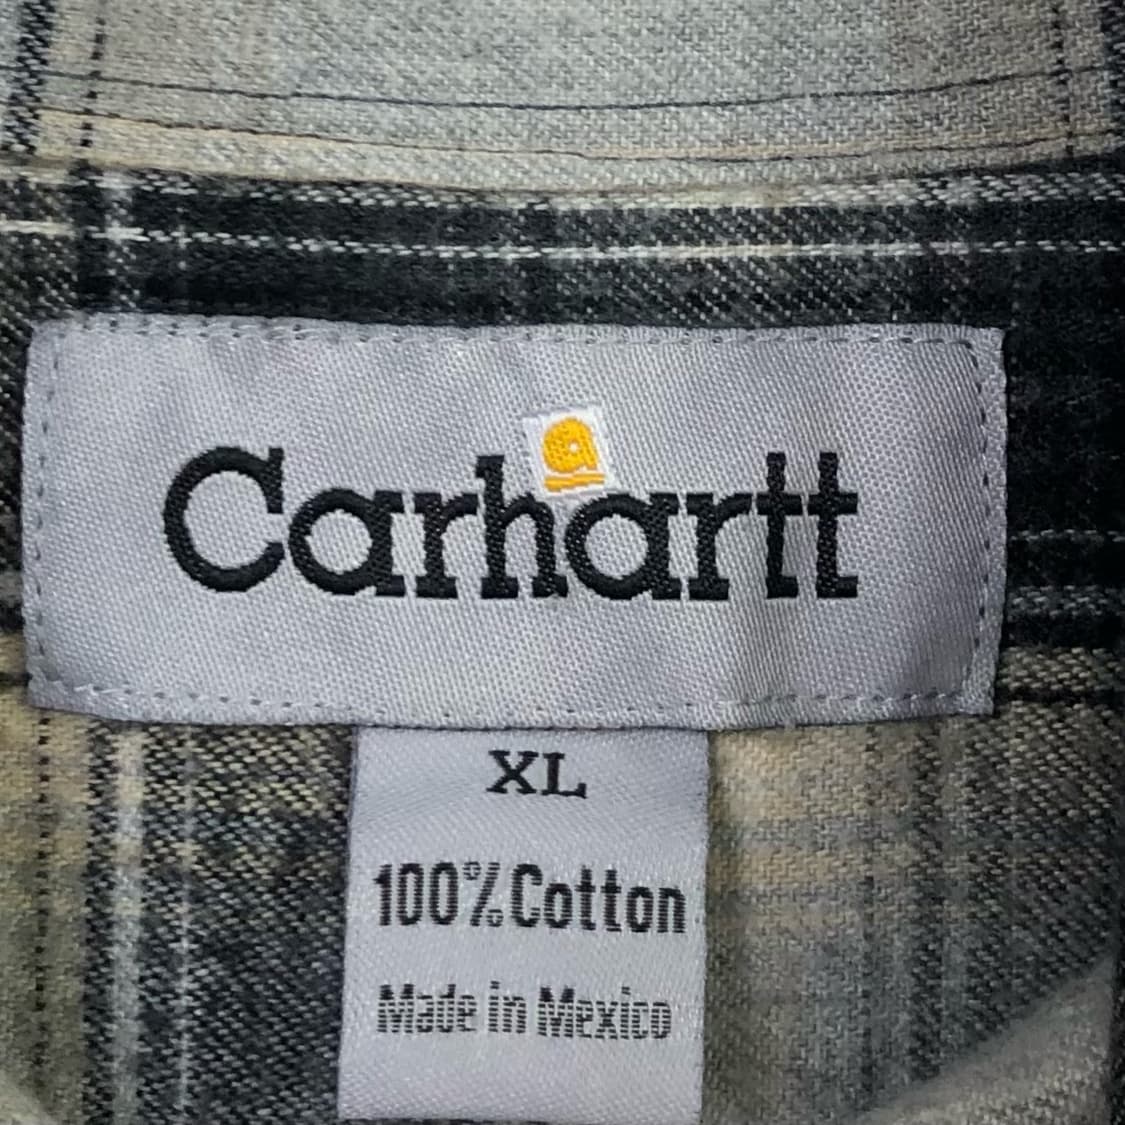 Carhartt
XL
100% Cotton
Made in Mexico